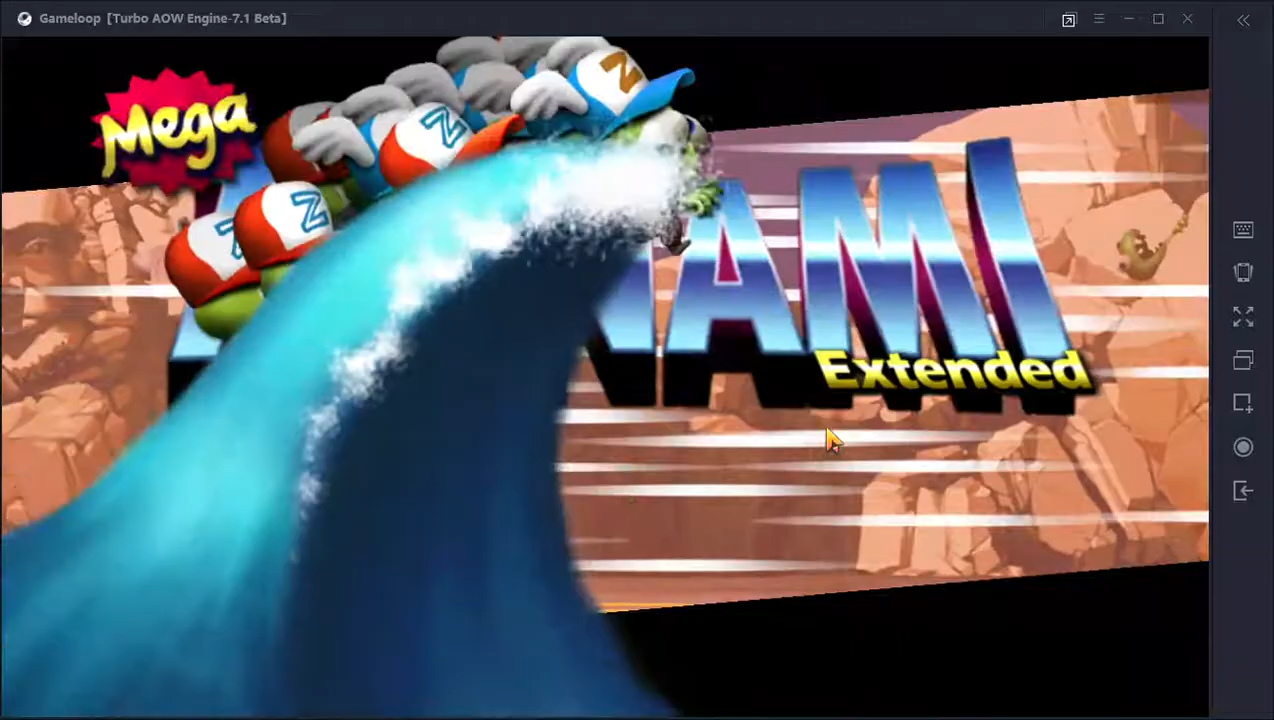 Gameloop [Turbo AOW Engine-7.1 Beta]
Mega
Z Z
Z Z
AMI
Extended